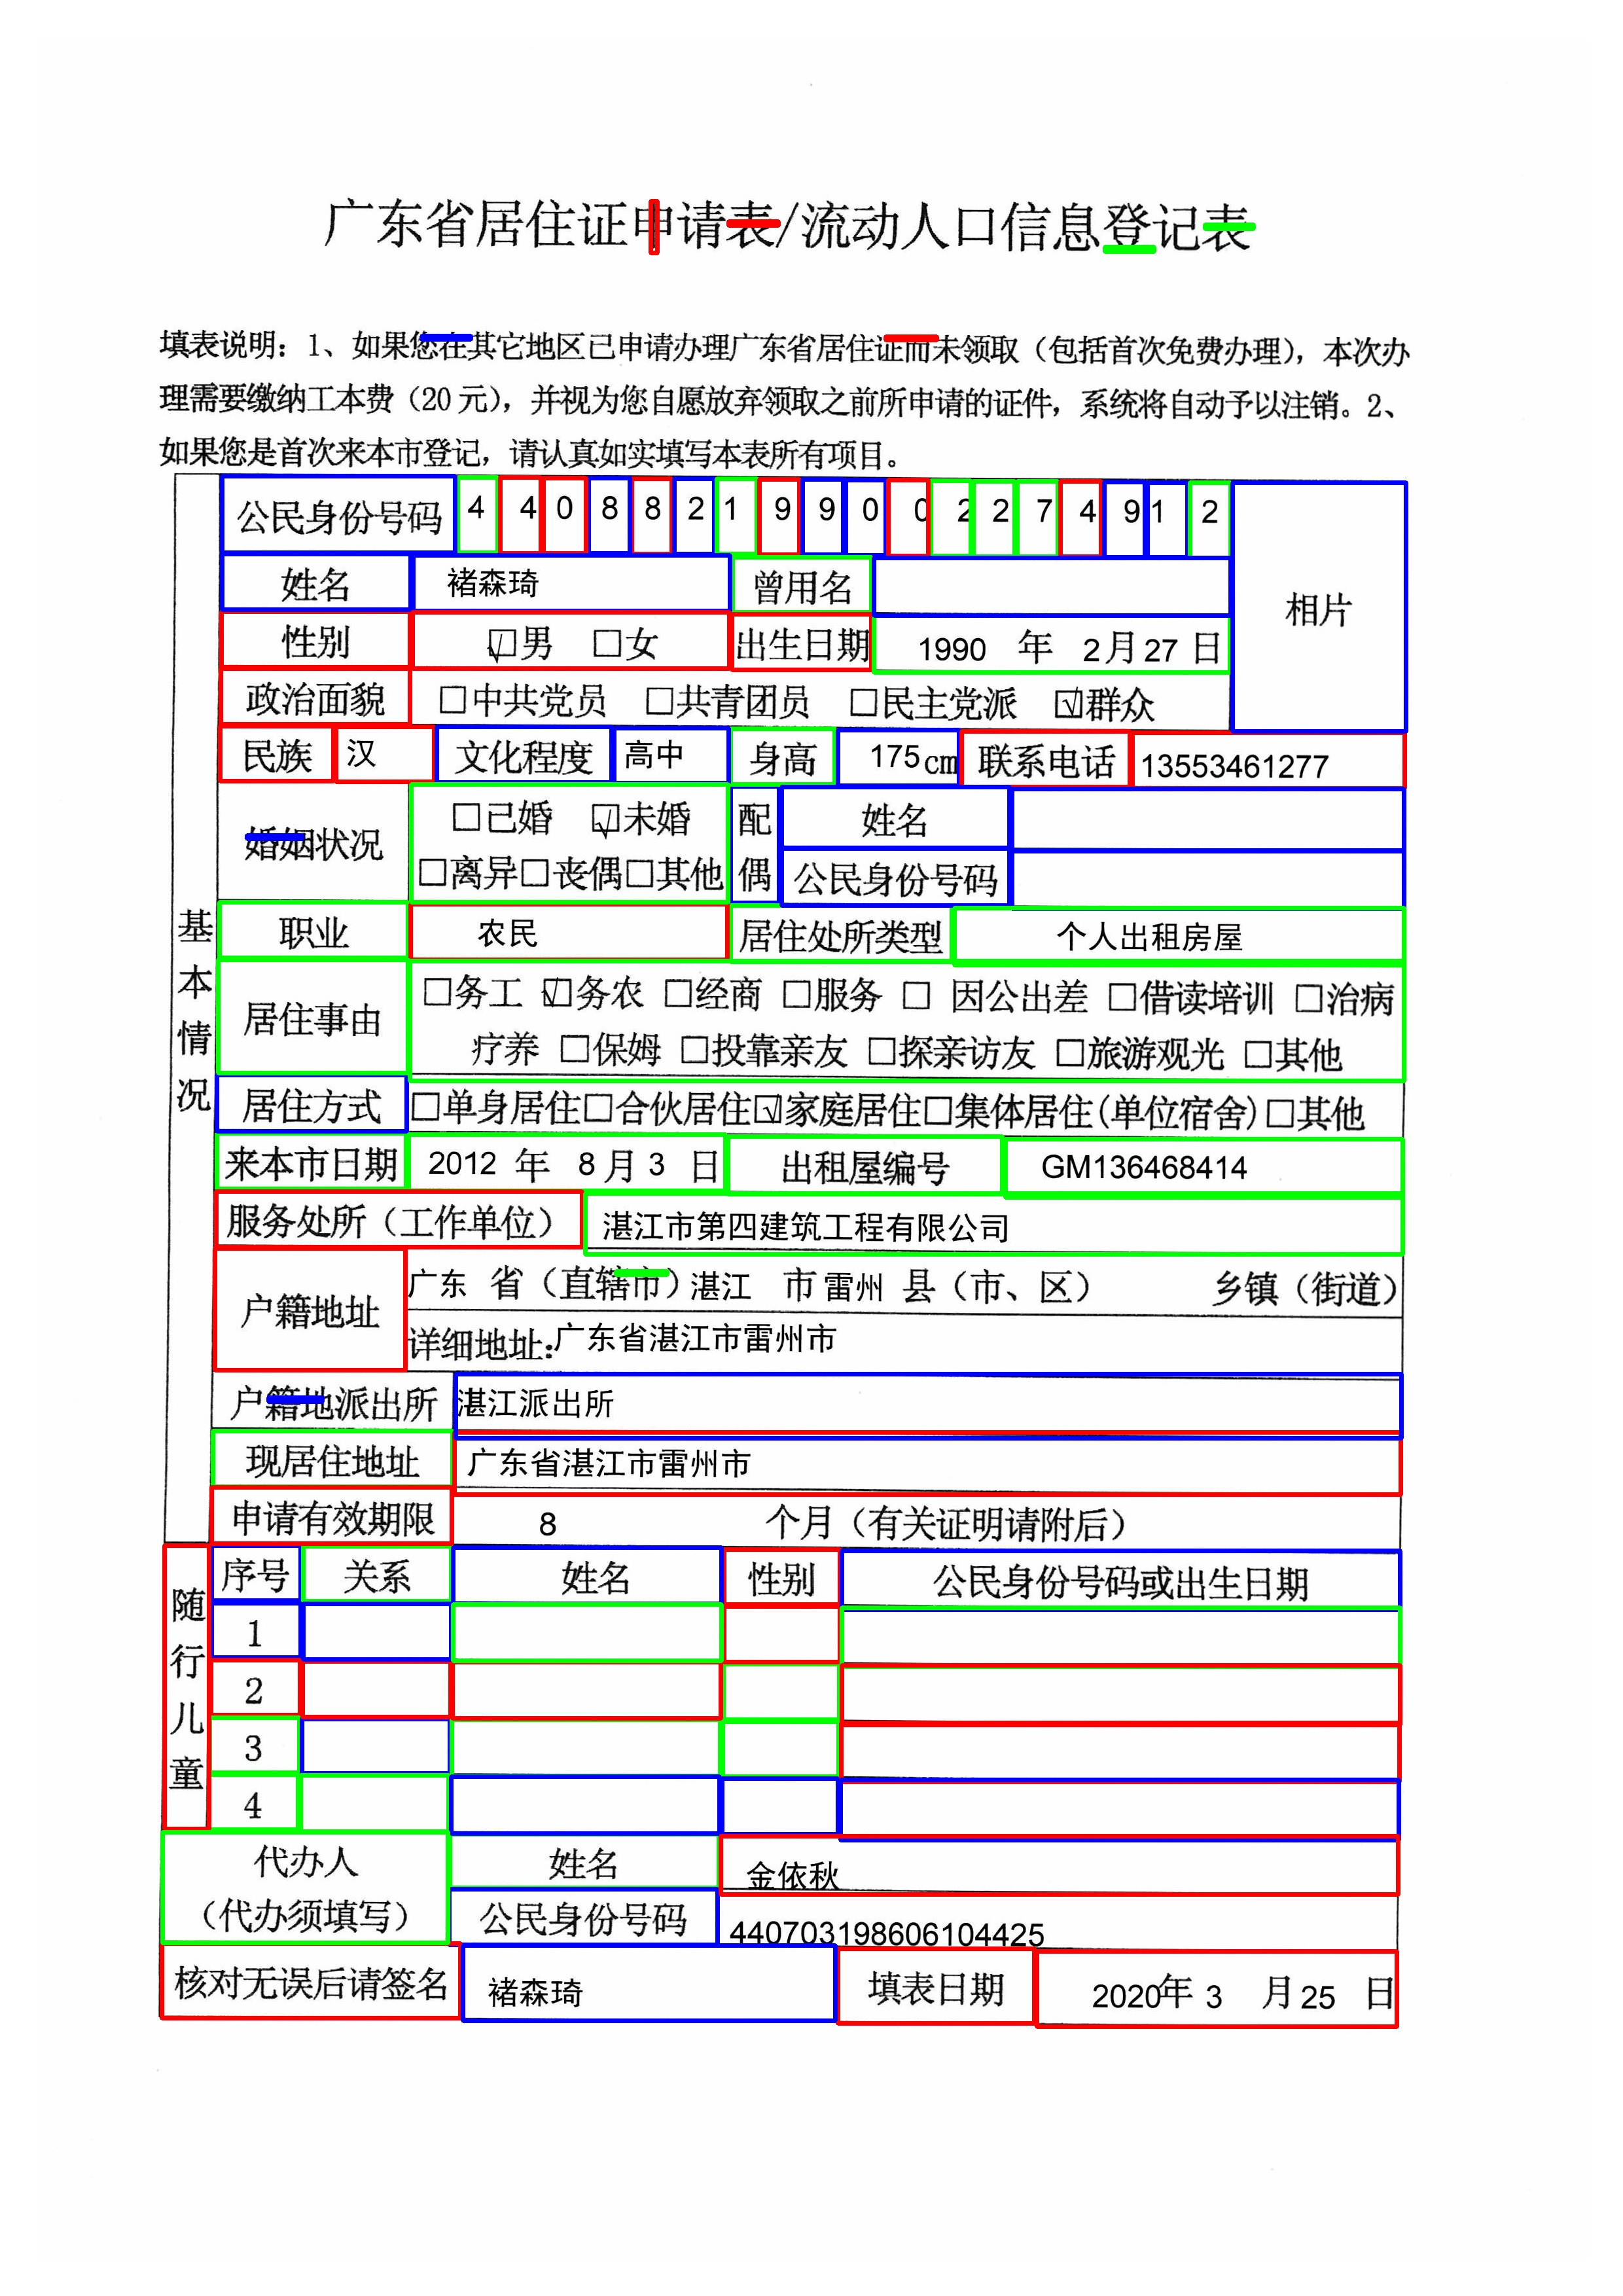 广东省居住证申请表/流动人口信息登记表
填表说明：1、如果您在其它地区已申请办理广东省居住证而未领取（包括首次免费办理），本次办
理需要缴纳工本费（20 元），并视为您自愿放弃领取之前所申请的证件，系统将自动予以注销。2、
如果您是首次来本市登记，请认真如实填写本表所有项目。
基本情况
公民身份号码 4 4 0 8 8 2 1 9 9 0 0 2 2 7 4 9 1 2 相片
姓名 褚森琦 曾用名
性别 ☑男 □女 出生日期 1990 年 2月27 日
政治面貌 □中共党员 □共青团员 □民主党派 ☑群众
民族 汉 文化程度 高中 身高 175cm 联系电话 13553461277
婚姻状况 □已婚 ☑未婚 配偶 姓名
□离异□丧偶□其他 公民身份号码
职业 农民 居住处所类型 个人出租房屋
居住事由 □务工 ☑务农 □经商 □服务 □ 因公出差 □借读培训 □治病
疗养 □保姆 □投靠亲友 □探亲访友 □旅游观光 □其他
居住方式 □单身居住□合伙居住☑家庭居住□集体居住(单位宿舍)□其他
来本市日期 2012 年 8月3 日 出租屋编号 GM136468414
服务处所（工作单位） 湛江市第四建筑工程有限公司
户籍地址 广东 省（直辖市）湛江 市 雷州 县（市、区） 乡镇（街道）
详细地址:广东省湛江市雷州市
户籍地派出所 湛江派出所
现居住地址 广东省湛江市雷州市
申请有效期限 8 个月（有关证明请附后）
随行儿童
序号 关系 姓名 性别 公民身份号码或出生日期
1
2
3
4
代办人 姓名 金依秋
（代办须填写） 公民身份号码 440703198606104425
核对无误后请签名 褚森琦 填表日期 2020年 3 月25 日